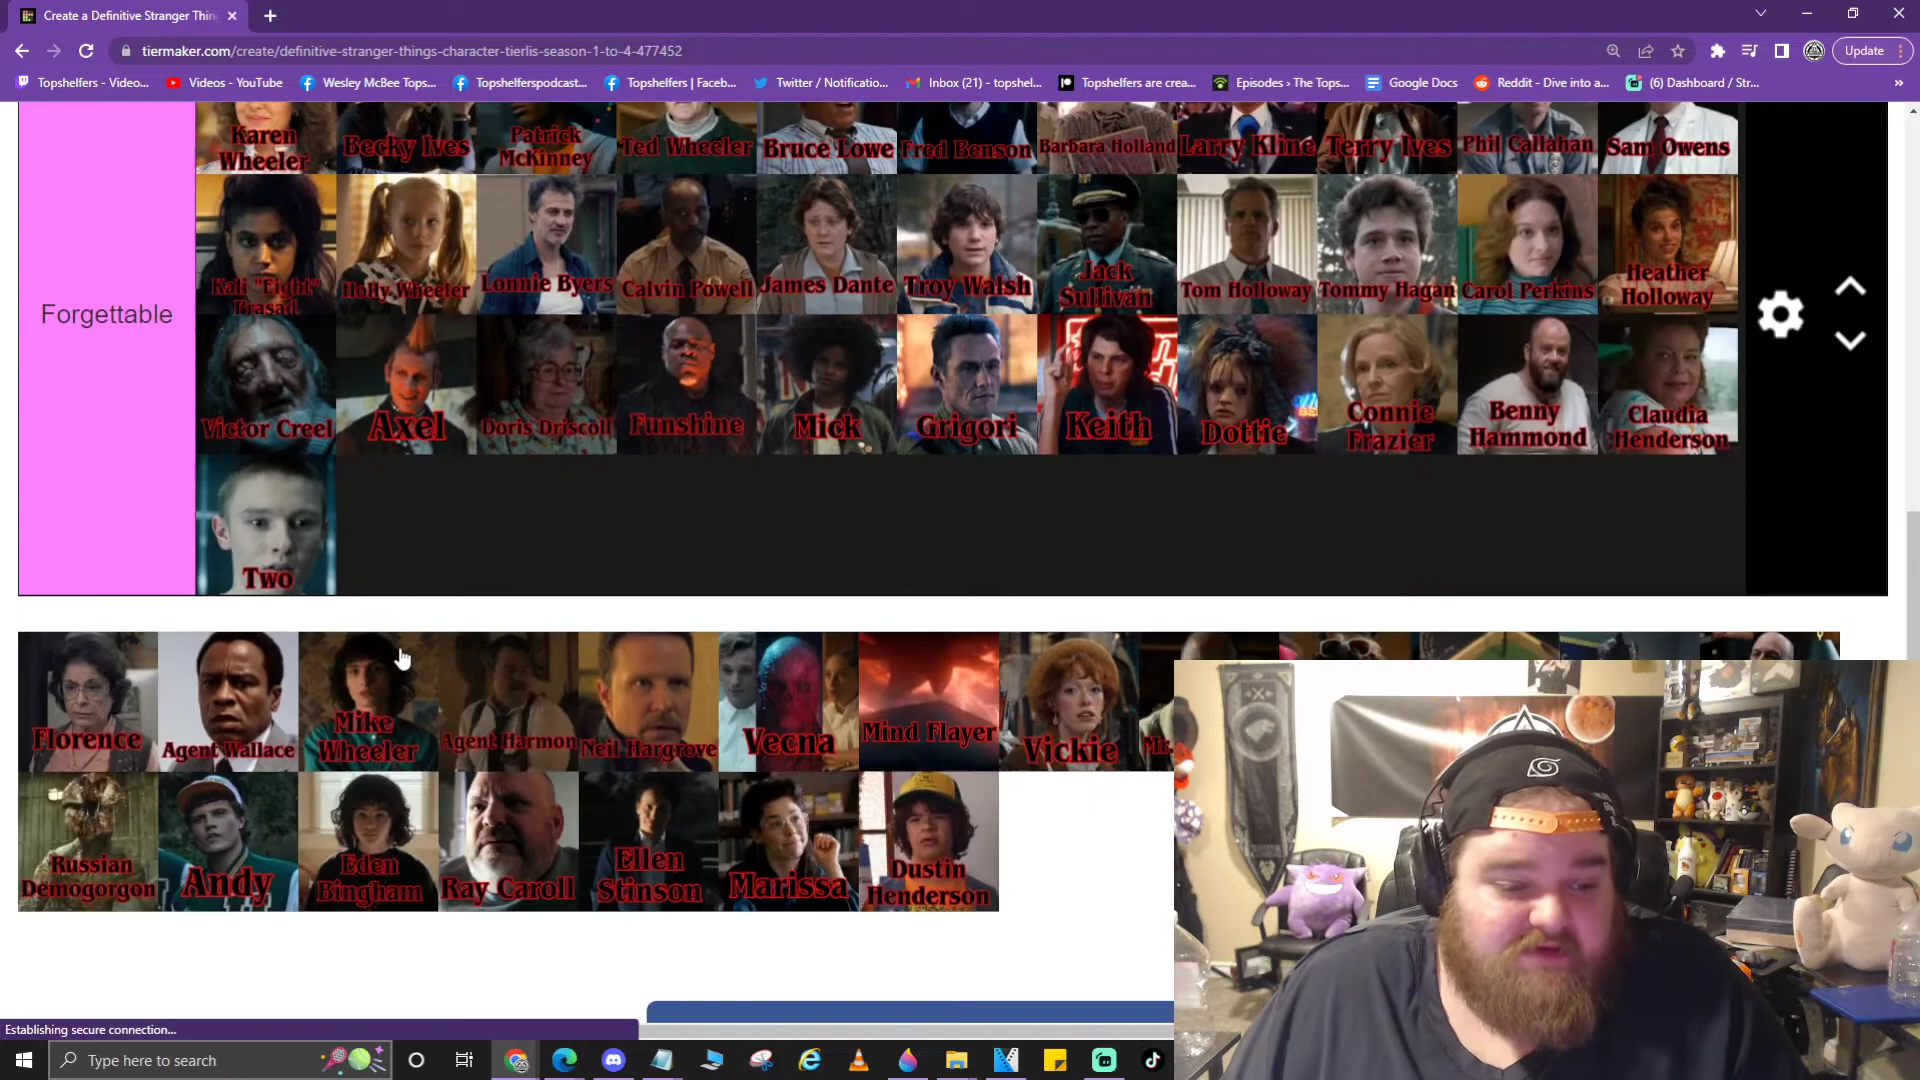 Create a Definitive Stranger Thin
tiermaker.com/create/definitive-stranger-things-character-tierlis-season-1-to-4-477452
Update
Topshelfers - Video...
Videos - YouTube
Wesley McBee Tops...
Topshelferspodcast...
Topshelfers | Faceb...
Twitter / Notificatio...
Inbox (21) - topshel...
Topshelfers are crea...
Episodes › The Tops...
Google Docs
Reddit - Dive into a...
(6) Dashboard / Str...
»
Forgettable
Karen Wheeler
Becky Ives
Patrick McKinney
Ted Wheeler
Bruce Lowe
Fred Benson
Barbara Holland
Larry Kline
Terry Ives
Phil Callahan
Sam Owens
Kali "Eight" Prasad
Holly Wheeler
Lonnie Byers
Calvin Powell
James Dante
Troy Walsh
Jack Sullivan
Tom Holloway
Tommy Hagan
Carol Perkins
Heather Holloway
Victor Creel
Axel
Doris Driscoll
Funshine
Mick
Grigori
Keith
Dottie
Connie Frazier
Benny Hammond
Claudia Henderson
Two
Florence
Agent Wallace
Mike Wheeler
Agent Harmon
Neil Hargrove
Vecna
Mind Flayer
Vickie
Mr.
Russian Demogorgon
Andy
Eden Bingham
Ray Caroll
Ellen Stinson
Marissa
Dustin Henderson
Establishing secure connection...
Type here to search